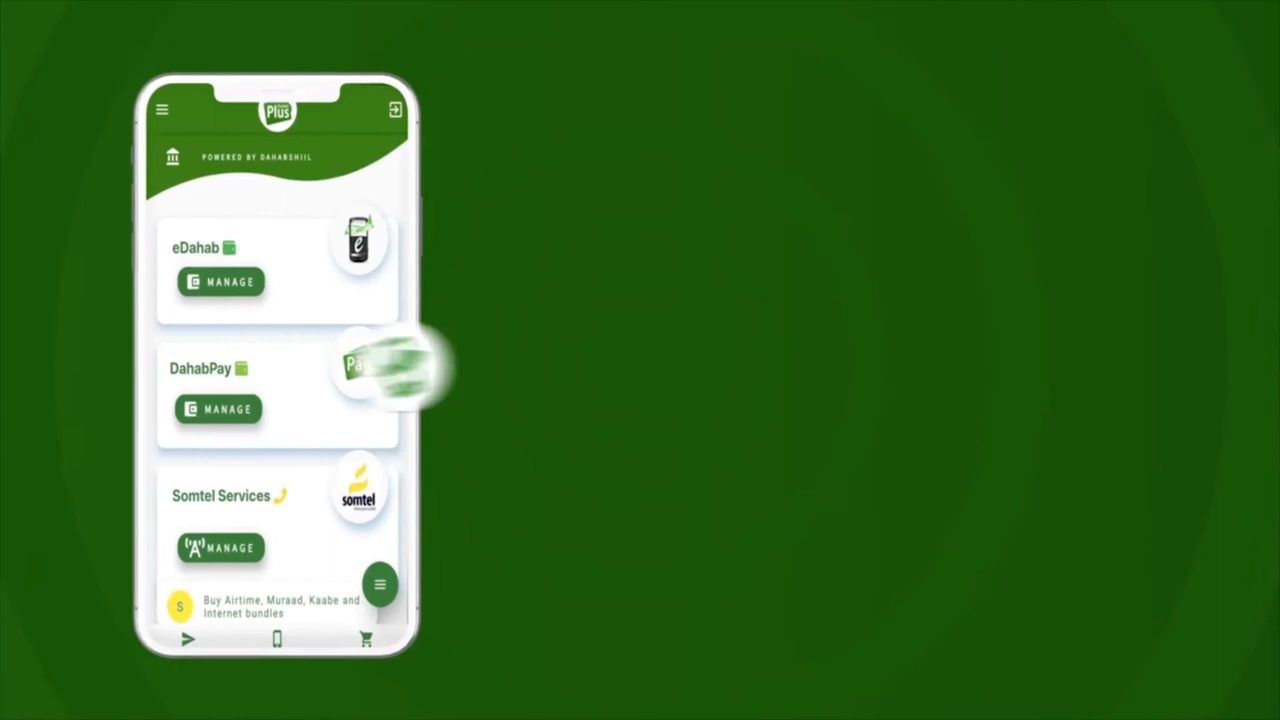 Plus
POWERED BY DAHABSHIIL
eDahab
e
MANAGE
DahabPay
Pa
MANAGE
Somtel Services
somtel
MANAGE
S
Buy Airtime, Muraad, Kaabe and
Internet bundles